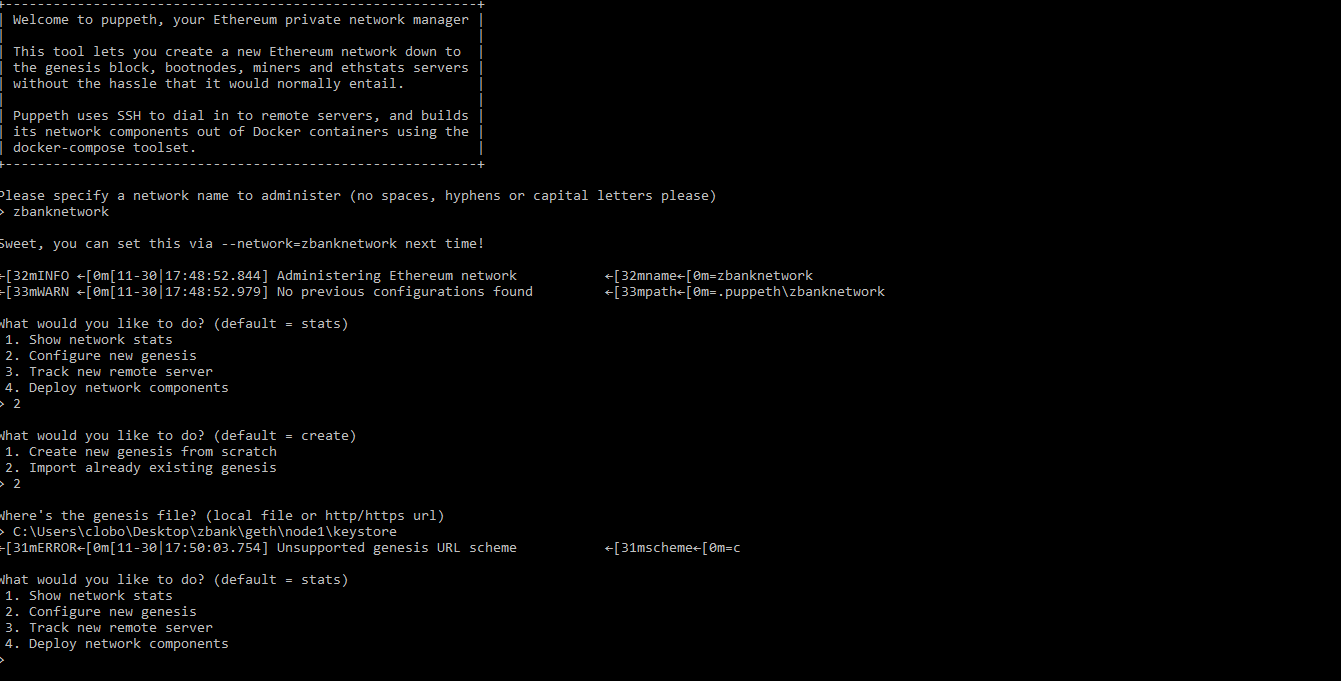 +-----------------------------------------------------------+
| Welcome to puppeth, your Ethereum private network manager |
|                                                           |
| This tool lets you create a new Ethereum network down to  |
| the genesis block, bootnodes, miners and ethstats servers |
| without the hassle that it would normally entail.         |
|                                                           |
| Puppeth uses SSH to dial in to remote servers, and builds |
| its network components out of Docker containers using the |
| docker-compose toolset.                                   |
+-----------------------------------------------------------+
Please specify a network name to administer (no spaces, hyphens or capital letters please)
> zbanknetwork
Sweet, you can set this via --network=zbanknetwork next time!
←[32mINFO ←[0m[11-30|17:48:52.844] Administering Ethereum network           ←[32mname←[0m=zbanknetwork
←[33mWARN ←[0m[11-30|17:48:52.979] No previous configurations found         ←[33mpath←[0m=.puppeth\zbanknetwork
What would you like to do? (default = stats)
 1. Show network stats
 2. Configure new genesis
 3. Track new remote server
 4. Deploy network components
> 2
What would you like to do? (default = create)
 1. Create new genesis from scratch
 2. Import already existing genesis
> 2
Where's the genesis file? (local file or http/https url)
> C:\Users\clobo\Desktop\zbank\geth\node1\keystore
←[31mERROR←[0m[11-30|17:50:03.754] Unsupported genesis URL scheme           ←[31mscheme←[0m=c
What would you like to do? (default = stats)
 1. Show network stats
 2. Configure new genesis
 3. Track new remote server
 4. Deploy network components
>